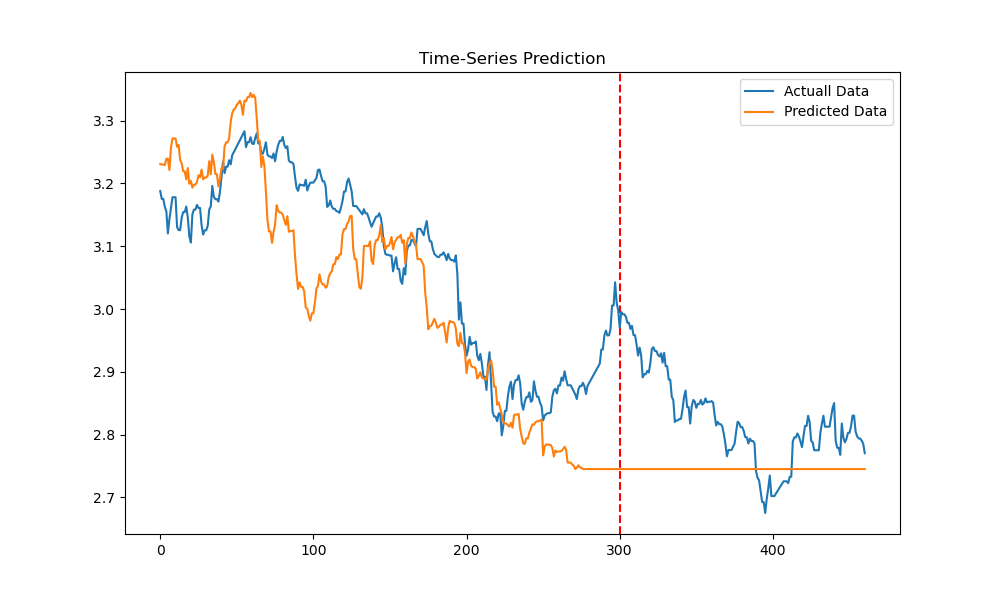 Time-Series Prediction
Actuall Data
Predicted Data
3.3
3.2
3.1
3.0
2.9
2.8
2.7
0 100 200 300 400